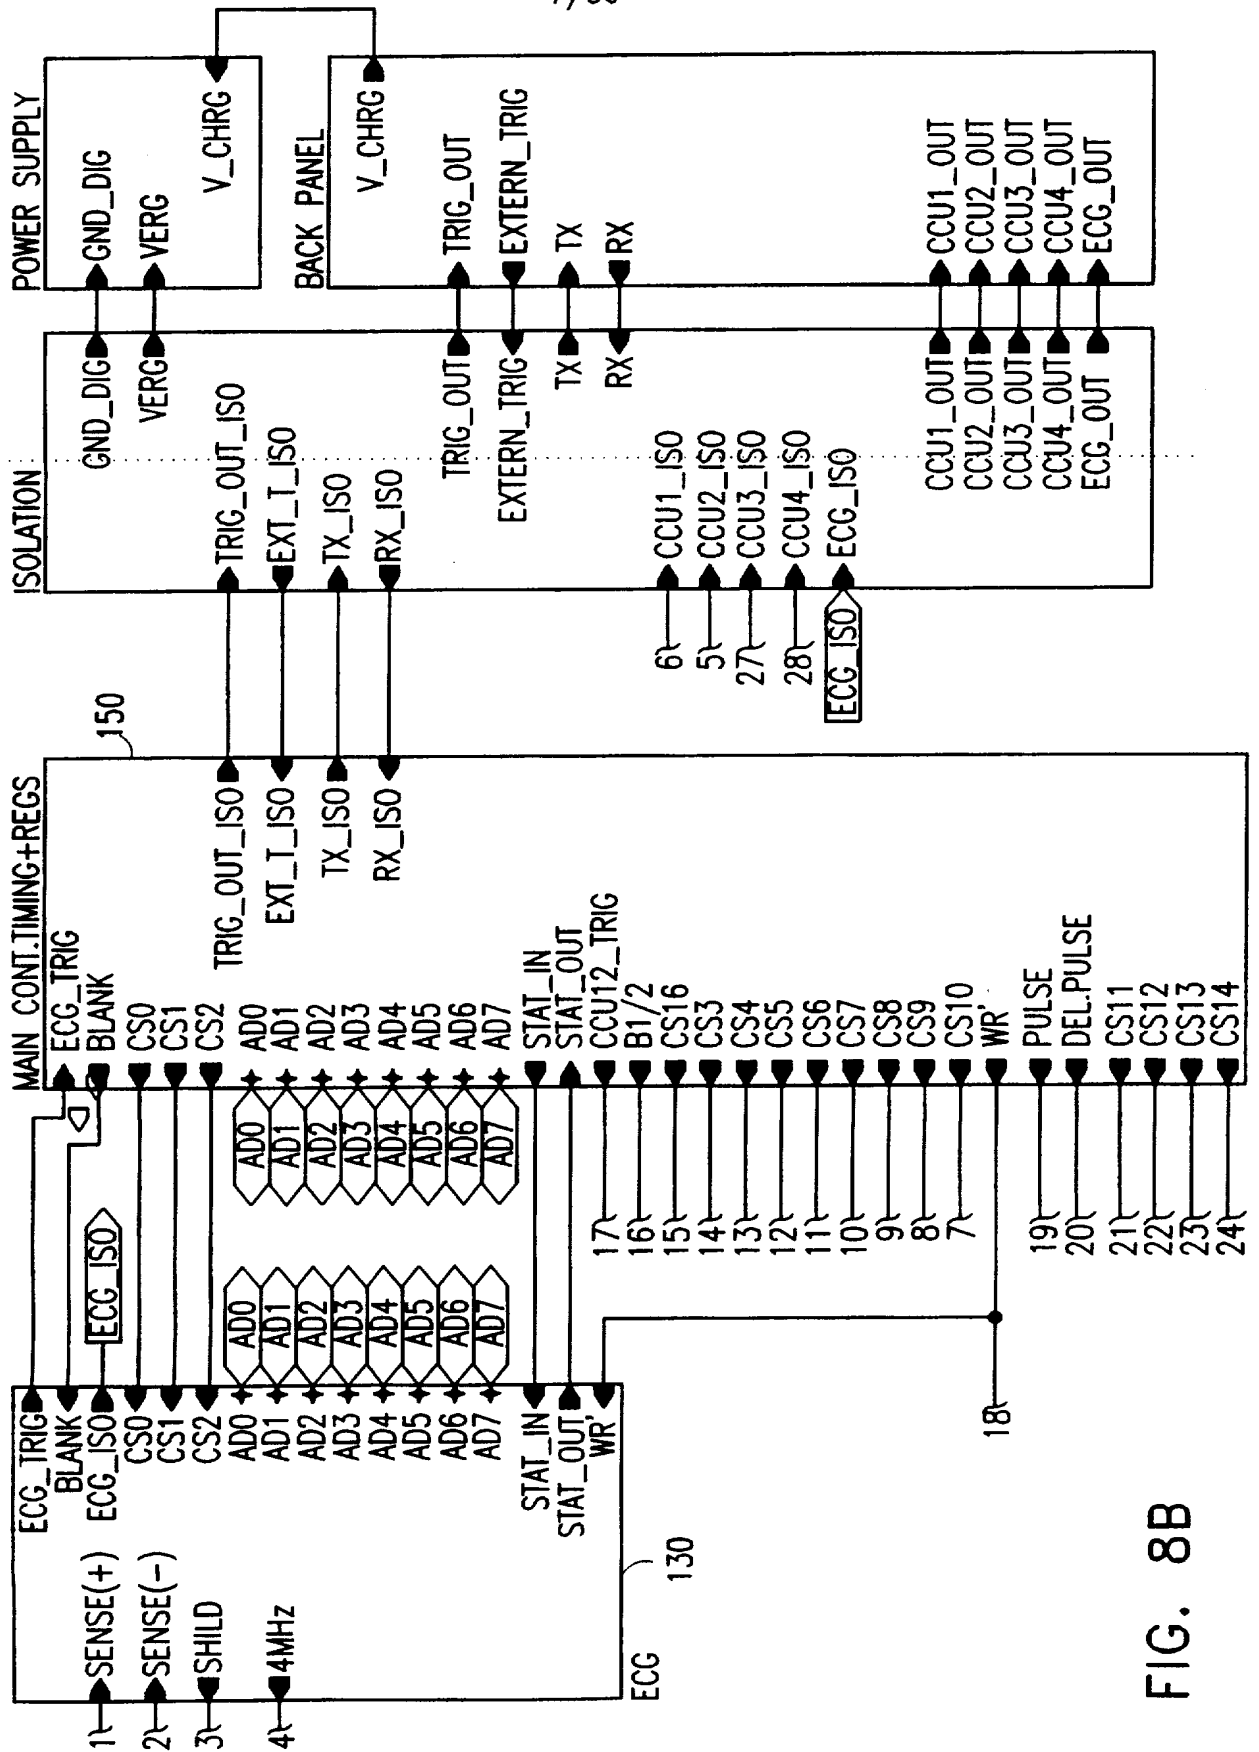 ECG
130
1
SENSE(+)
2
SENSE(-)
3
SHILD
4
4MHz
ECG_TRIG
BLANK
ECG_ISO
CS0
CS1
CS2
AD0
AD1
AD2
AD3
AD4
AD5
AD6
AD7
STAT_IN
STAT_OUT
WR'
ECG_ISO
AD0
AD1
AD2
AD3
AD4
AD5
AD6
AD7
18
AD0
AD1
AD2
AD3
AD4
AD5
AD6
AD7
MAIN CONT.TIMING+REGS
150
ECG_TRIG
BLANK
CS0
CS1
CS2
AD0
AD1
AD2
AD3
AD4
AD5
AD6
AD7
STAT_IN
STAT_OUT
17 CCU12_TRIG
16 B1/2
15 CS16
14 CS3
13 CS4
12 CS5
11 CS6
10 CS7
9 CS8
8 CS9
7 CS10
WR'
19 PULSE
20 DEL.PULSE
21 CS11
22 CS12
23 CS13
24 CS14
TRIG_OUT_ISO
EXT_T_ISO
TX_ISO
RX_ISO
ISOLATION
TRIG_OUT_ISO
EXT_T_ISO
TX_ISO
RX_ISO
6 CCU1_ISO
5 CCU2_ISO
27 CCU3_ISO
28 CCU4_ISO
ECG_ISO ECG_ISO
GND_DIG
VERG
TRIG_OUT
EXTERN_TRIG
TX
RX
CCU1_OUT
CCU2_OUT
CCU3_OUT
CCU4_OUT
ECG_OUT
POWER SUPPLY
GND_DIG
VERG
V_CHRG
BACK PANEL
V_CHRG
TRIG_OUT
EXTERN_TRIG
TX
RX
CCU1_OUT
CCU2_OUT
CCU3_OUT
CCU4_OUT
ECG_OUT
FIG. 8B